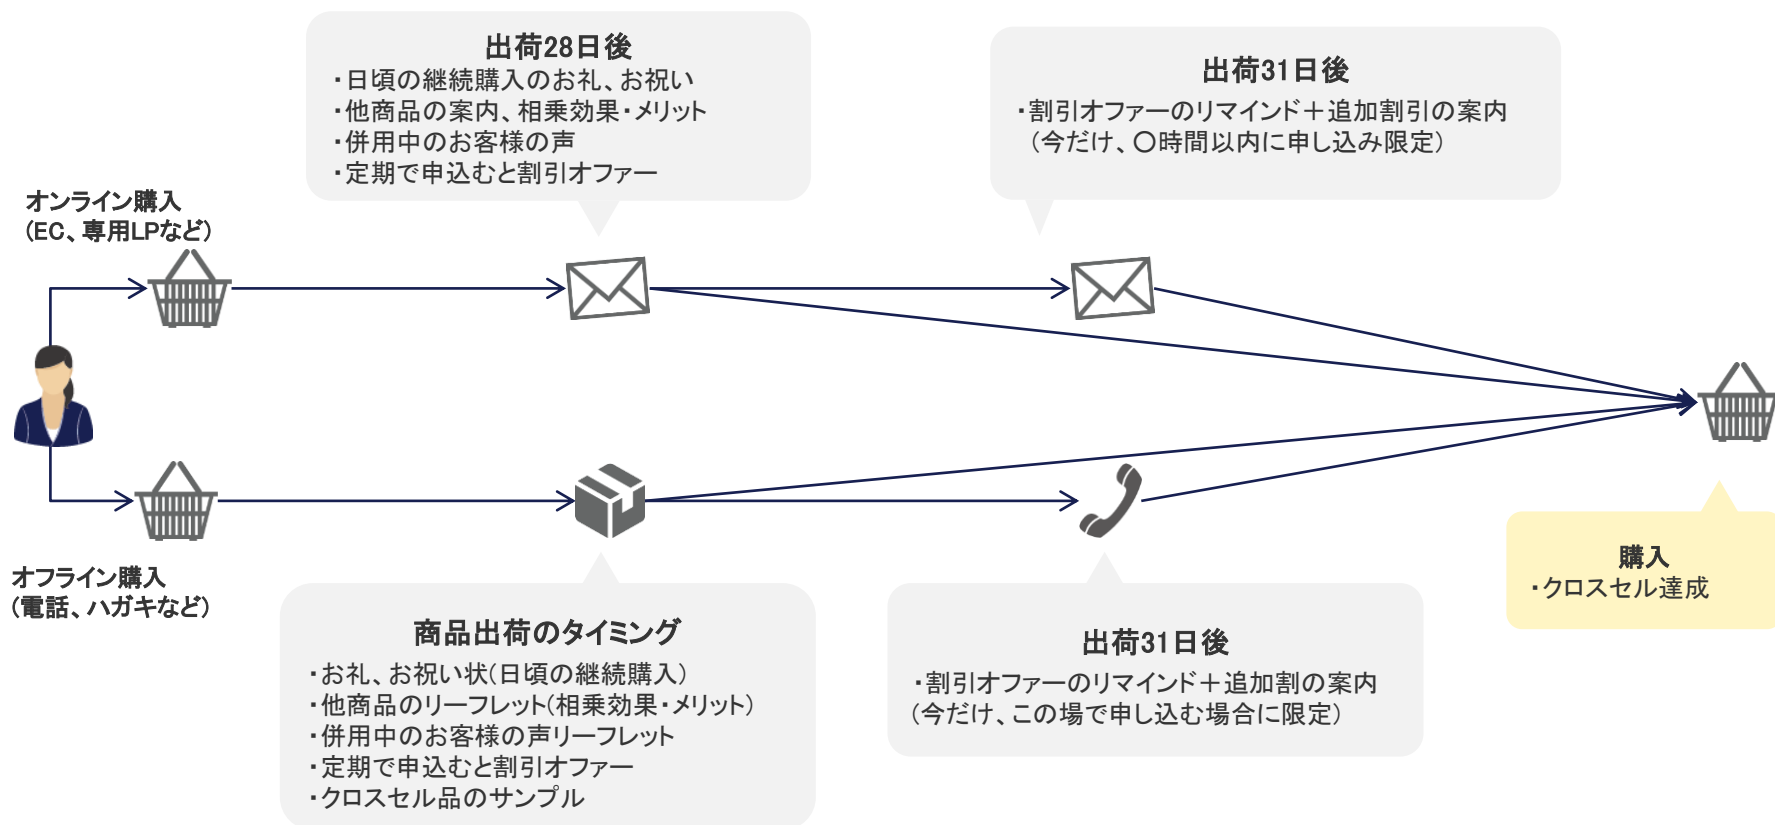 出荷28日後
・日頃の継続購入のお礼、お祝い
・他商品の案内、相乗効果・メリット
・併用中のお客様の声
・定期で申込むと割引オファー
出荷31日後
・割引オファーのリマインド＋追加割引の案内
(今だけ、〇時間以内に申し込み限定)
オンライン購入
(EC、専用LPなど)
オフライン購入
(電話、ハガキなど)
商品出荷のタイミング
・お礼、お祝い状(日頃の継続購入)
・他商品のリーフレット(相乗効果・メリット)
・併用中のお客様の声リーフレット
・定期で申込むと割引オファー
・クロスセル品のサンプル
出荷31日後
・割引オファーのリマインド＋追加割の案内
(今だけ、この場で申し込む場合に限定)
購入
・クロスセル達成